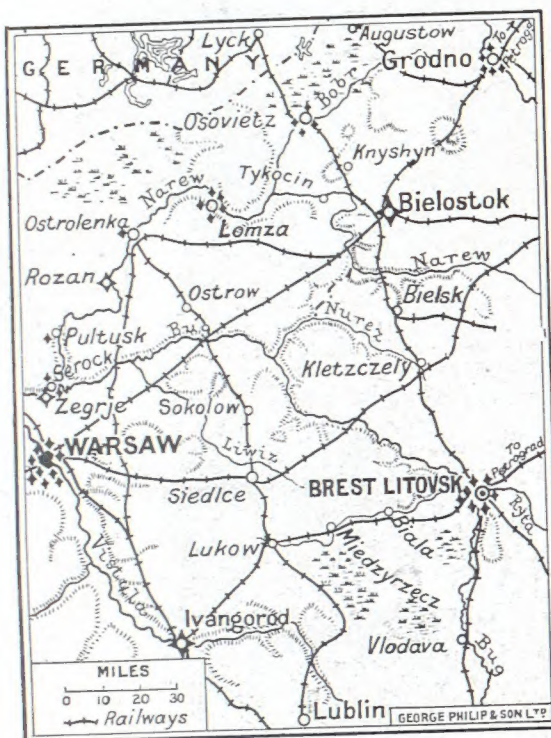 Lyck
Augustow
Grodno
To Petrograd
GERMANY
Bobr
Osovietz
Knyshyn
Tykocin
Narew
Bielostok
Ostrolenka
Lomza
Narew
Rozan
Ostrow
Bielsk
Nurez
Pultusk
Bug
Kletzczely
Serock
Zegrje
Sokolow
WARSAW
Liwiz
To Petrograd
Siedlce
BREST LITOVSK
Biala
Lukow
Miedzyrzecz
Vistula
Ivangorod
Vlodava
Bug
MILES
0 10 20 30
Railways
Lublin
GEORGE PHILIP & SON LTD